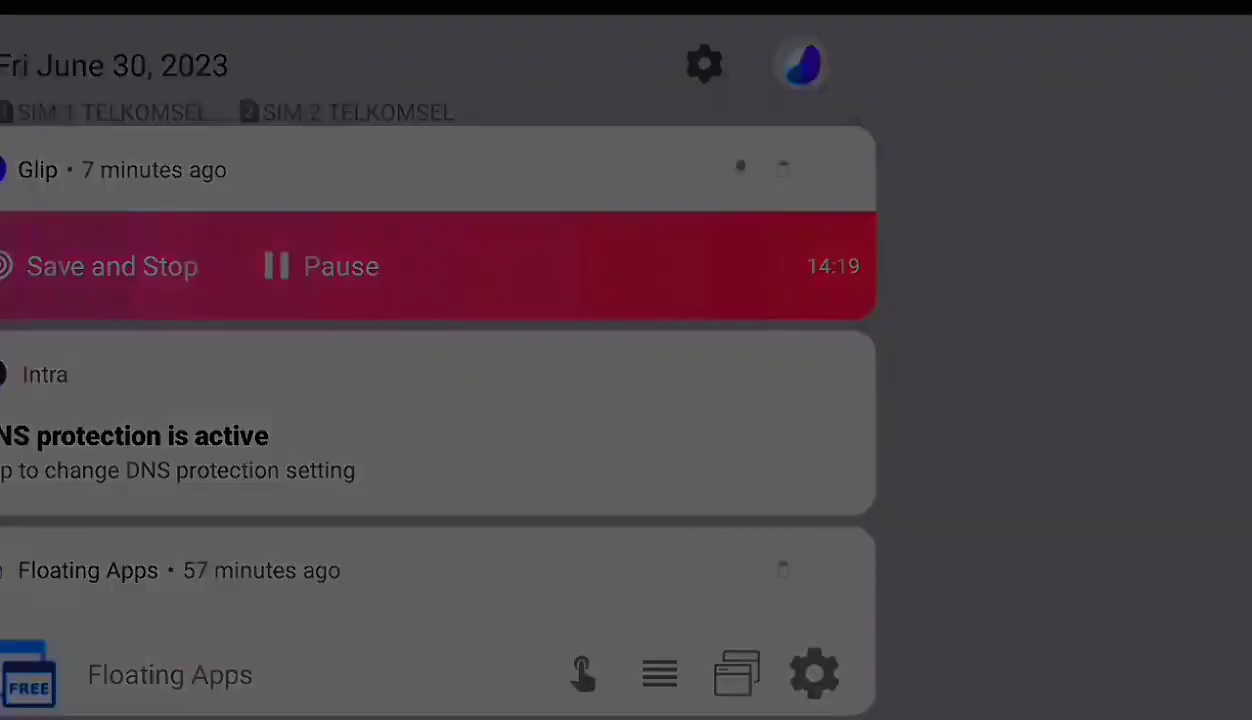 Fri June 30, 2023
1 SIM 1 TELKOMSEL 2 SIM 2 TELKOMSEL
Glip • 7 minutes ago
Save and Stop Pause 14:19
Intra
NS protection is active
p to change DNS protection setting
Floating Apps • 57 minutes ago
FREE Floating Apps